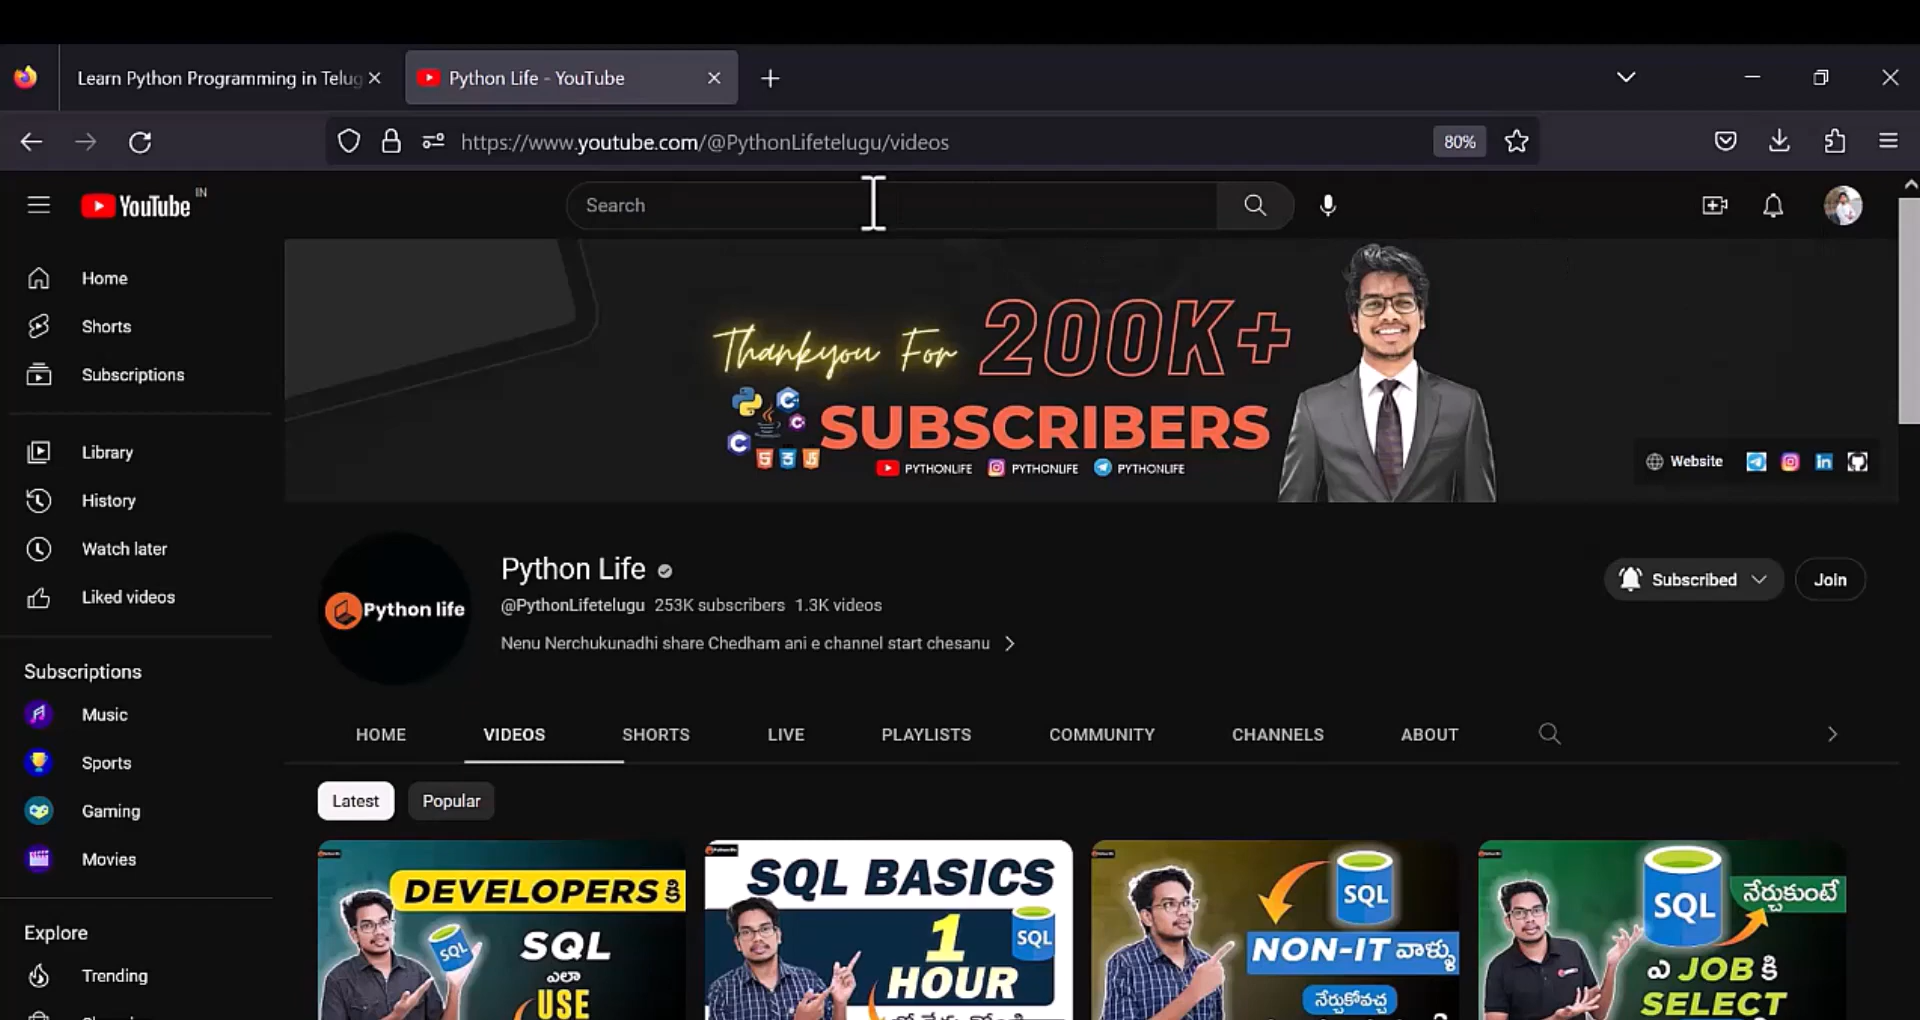 Learn Python Programming in Telug
Python Life - YouTube
https://www.youtube.com/@PythonLifetelugu/videos
80%
YouTube IN
Search
Home
Shorts
Subscriptions
Library
History
Watch later
Liked videos
Subscriptions
Music
Sports
Gaming
Movies
Explore
Trending
Thankyou For 200K+
SUBSCRIBERS
PYTHONLIFE PYTHONLIFE PYTHONLIFE
Website
Python life
Python Life
@PythonLifetelugu 253K subscribers 1.3K videos
Nenu Nerchukunadhi share Chedham ani e channel start chesanu
Subscribed
Join
HOME VIDEOS SHORTS LIVE PLAYLISTS COMMUNITY CHANNELS ABOUT
Latest Popular
DEVELOPERS కి
SQL
ఎలా
USE
SQL BASICS
1
HOUR
SQL
SQL
NON-IT వాళ్ళు
నేర్చుకోవచ్చ
SQL
నేర్చుకుంటే
ఎ JOB కి
SELECT